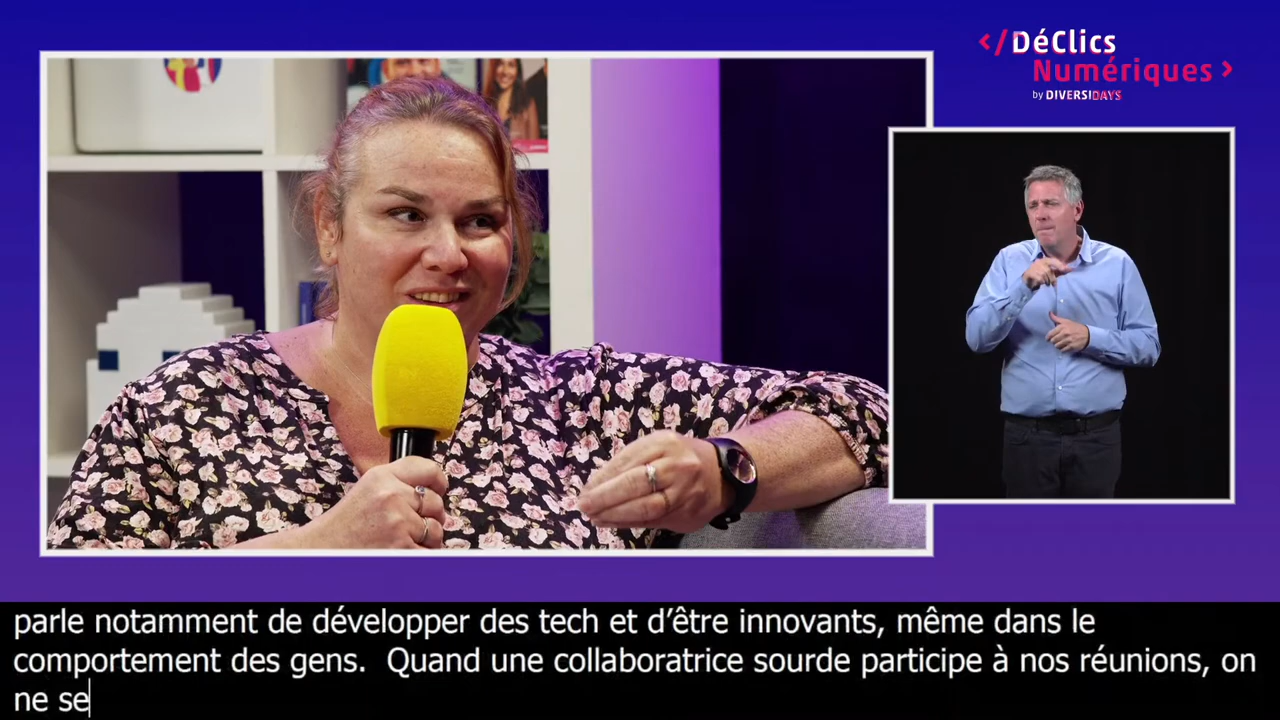 </DéClics
Numériques >
by DIVERSIDAYS
parle notamment de développer des tech et d’être innovants, même dans le
comportement des gens.  Quand une collaboratrice sourde participe à nos réunions, on
ne se